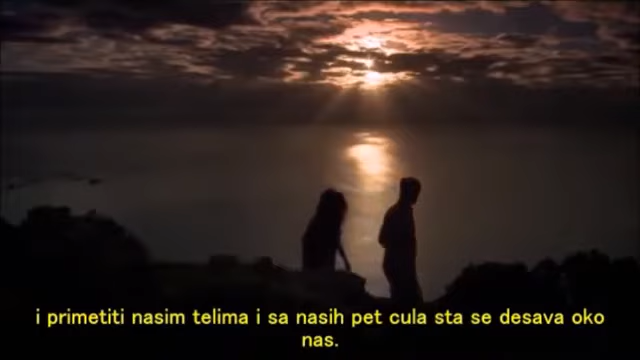 i primetiti nasim telima i sa nasih pet cula sta se desava oko
nas.